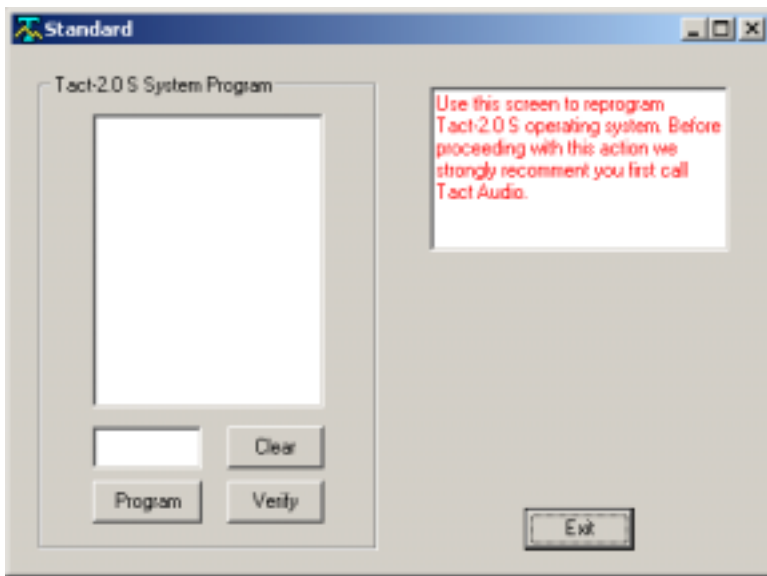 Standard
Tact-2.0 S System Program
Use this screen to reprogram
Tact-2.0 S operating system. Before
proceeding with this action we
strongly recomment you first call
Tact Audio.
Clear
Program
Verify
Exit